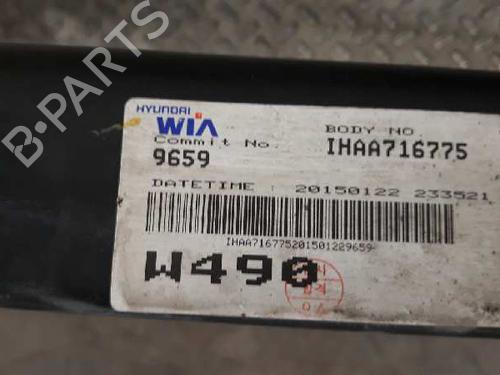 HYUNDAI
WIA
BODY NO.
Commit No.
IHAA716775
9659
DATETIME : 20150122 233521
IHAA716775201501229659
W490
B-PARTS